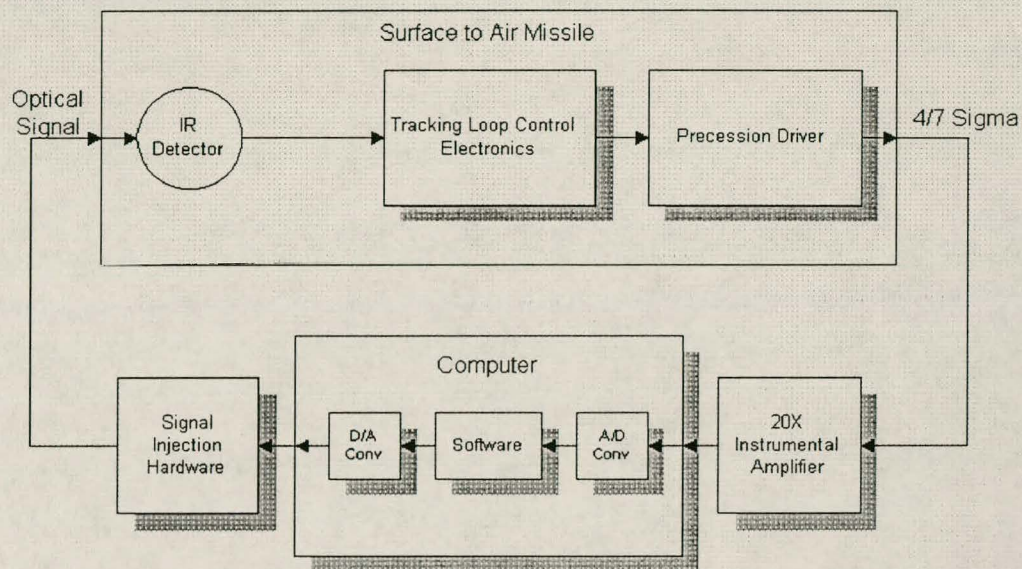 Surface to Air Missile
Optical
Signal
IR
Detector
Tracking Loop Control
Electronics
Precession Driver
4/7 Sigma
Computer
Signal
Injection
Hardware
D/A
Conv
Software
A/D
Conv
20X
Instrumental
Amplifier